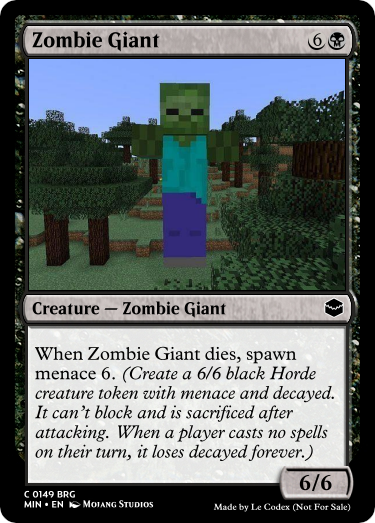 Zombie Giant 6
Creature — Zombie Giant
When Zombie Giant dies, spawn
menace 6. (Create a 6/6 black Horde
creature token with menace and decayed.
It can't block and is sacrificed after
attacking. When a player casts no spells
on their turn, it loses decayed forever.)
6/6
C 0149 BRG
MIN • EN Mojang Studios
Made by Le Codex (Not For Sale)